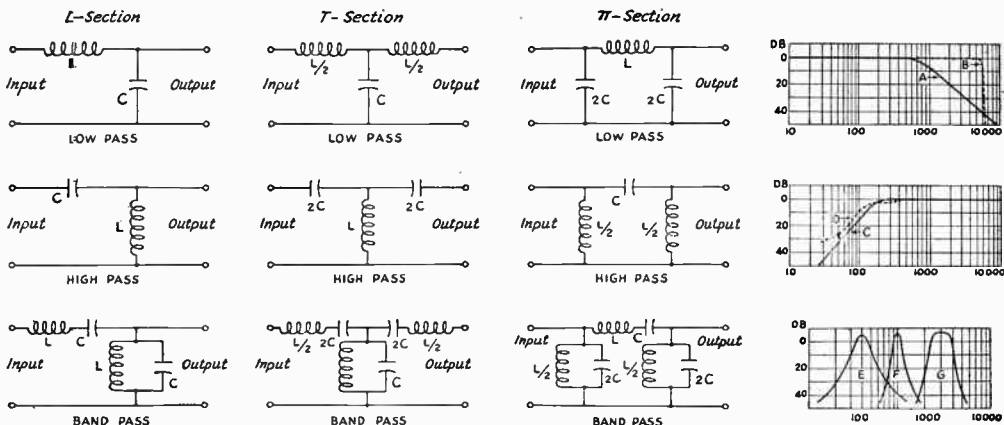 L-Section
T-Section
π-Section
L
Input
C
Output
LOW PASS
L/2
L/2
Input
C
Output
LOW PASS
L
Input
2C
2C
Output
LOW PASS
DB
0
20
40
A
B
10
100
1000
10000
C
Input
L
Output
HIGH PASS
2C
2C
Input
L
Output
HIGH PASS
C
Input
L/2
L/2
Output
HIGH PASS
DB
0
20
40
D
C
10
100
1000
10000
L
C
Input
L
C
Output
BAND PASS
L/2
2C
2C
L/2
Input
L
C
Output
BAND PASS
Input
L
C
Output
L/2
2C
L/2
2C
BAND PASS
DB
0
20
40
E
F
G
100
1000
10000